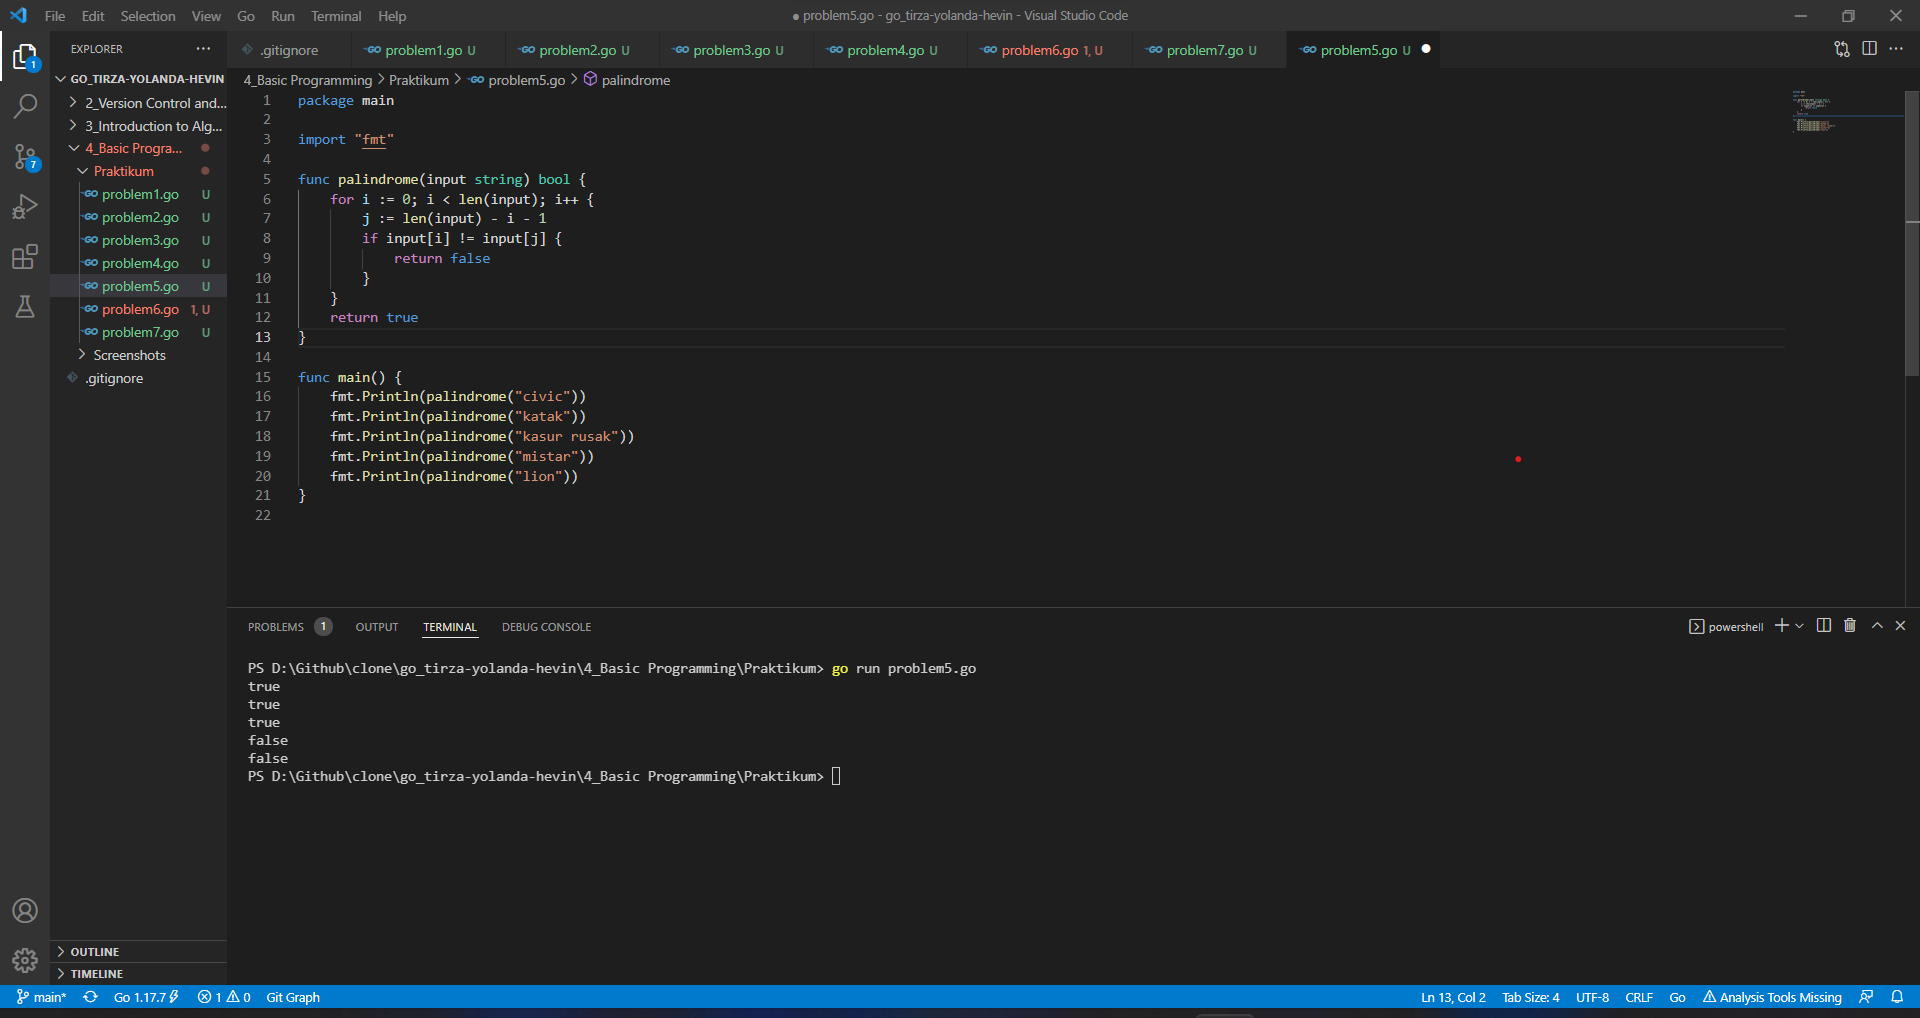 File Edit Selection View Go Run Terminal Help
● problem5.go - go_tirza-yolanda-hevin - Visual Studio Code
EXPLORER
GO_TIRZA-YOLANDA-HEVIN
2_Version Control and...
3_Introduction to Alg...
4_Basic Progra...
Praktikum
problem1.go U
problem2.go U
problem3.go U
problem4.go U
problem5.go U
problem6.go 1, U
problem7.go U
Screenshots
.gitignore
OUTLINE
TIMELINE
.gitignore
problem1.go U
problem2.go U
problem3.go U
problem4.go U
problem6.go 1, U
problem7.go U
problem5.go U
4_Basic Programming > Praktikum > problem5.go > palindrome
1 package main
2
3 import "fmt"
4
5 func palindrome(input string) bool {
6 for i := 0; i < len(input); i++ {
7 j := len(input) - i - 1
8 if input[i] != input[j] {
9 return false
10 }
11 }
12 return true
13 }
14
15 func main() {
16 fmt.Println(palindrome("civic"))
17 fmt.Println(palindrome("katak"))
18 fmt.Println(palindrome("kasur rusak"))
19 fmt.Println(palindrome("mistar"))
20 fmt.Println(palindrome("lion"))
21 }
22
PROBLEMS 1 OUTPUT TERMINAL DEBUG CONSOLE
powershell
PS D:\Github\clone\go_tirza-yolanda-hevin\4_Basic Programming\Praktikum> go run problem5.go
true
true
true
false
false
PS D:\Github\clone\go_tirza-yolanda-hevin\4_Basic Programming\Praktikum>
1
7
main* Go 1.17.7 1 0 Git Graph
Ln 13, Col 2 Tab Size: 4 UTF-8 CRLF Go Analysis Tools Missing